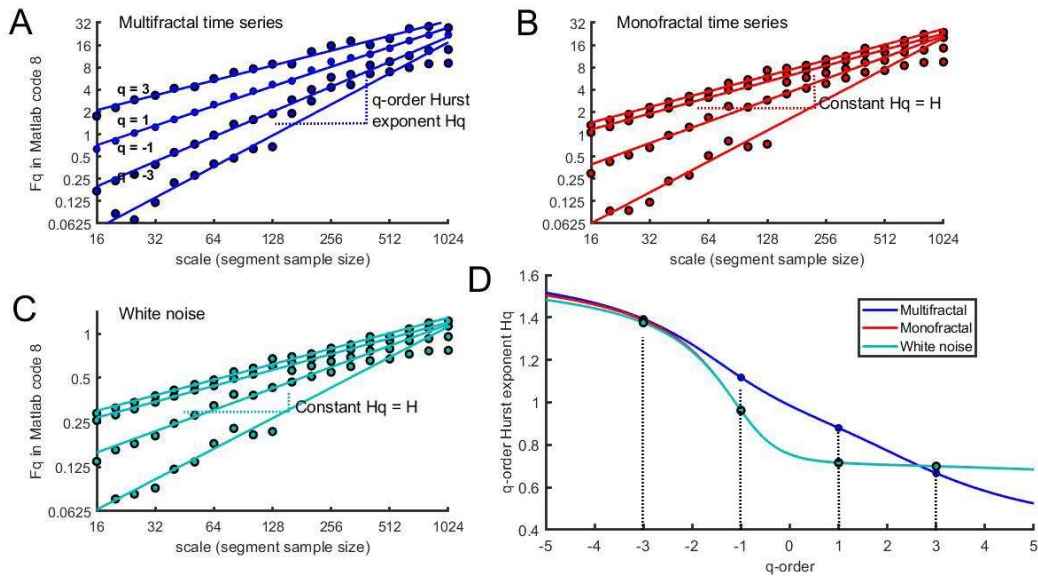 A
Multifractal time series
Fq in Matlab code 8
32
16
8
4
2
1
0.5
0.25
0.125
0.0625
q = 3
q = 1
q = -1
q -3
q-order Hurst
exponent Hq
16 32 64 128 256 512 1024
scale (segment sample size)
B
Monofractal time series
Fq in Matlab code 8
32
16
8
4
2
1
0.5
0.25
0.125
0.0625
Constant Hq = H
16 32 64 128 256 512 1024
scale (segment sample size)
C
White noise
Fq in Matlab code 8
1
0.5
0.25
0.125
0.0625
Constant Hq = H
16 32 64 128 256 512 1024
scale (segment sample size)
D
q-order Hurst exponent Hq
1.6
1.4
1.2
1
0.8
0.6
0.4
Multifractal
Monofractal
White noise
-5 -4 -3 -2 -1 0 1 2 3 4 5
q-order